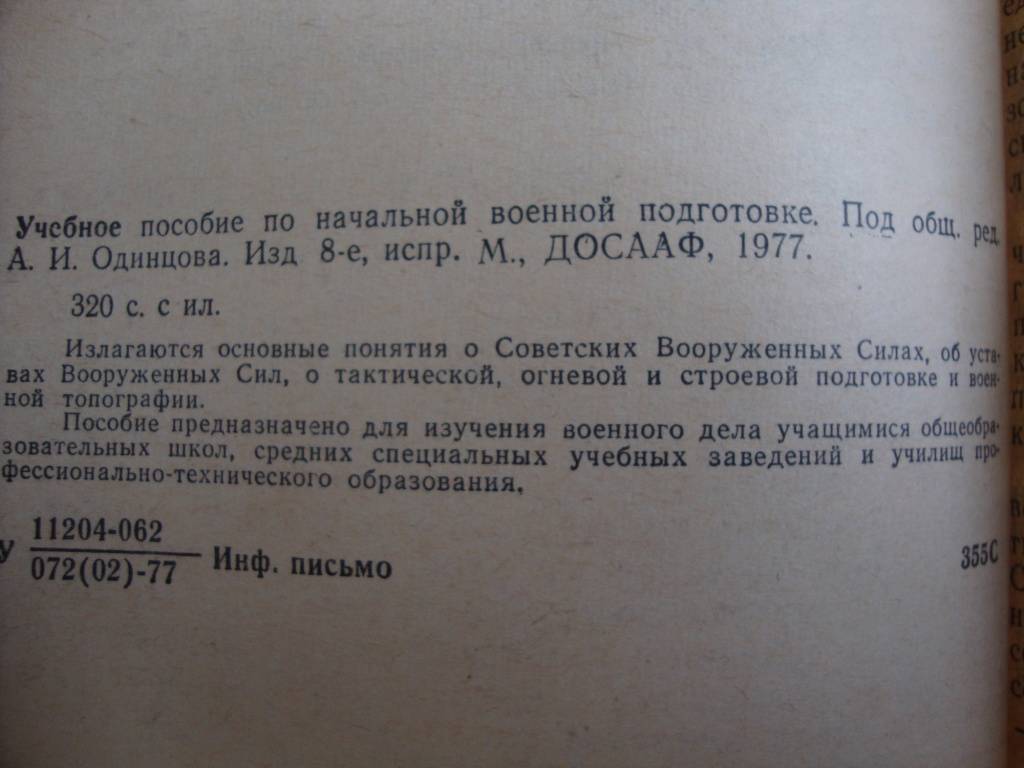 Учебное пособие по начальной военной подготовке. Под общ. ред.
А. И. Одинцова. Изд 8-е, испр. М., ДОСААФ, 1977.
320 с. с ил.
Излагаются основные понятия о Советских Вооруженных Силах, об уста-
вах Вооруженных Сил, о тактической, огневой и строевой подготовке и воен-
ной топографии.
Пособие предназначено для изучения военного дела учащимися общеобра-
зовательных школ, средних специальных учебных заведений и училищ про-
фессионально-технического образования.
У 11204-062
072(02)-77 Инф. письмо
355С